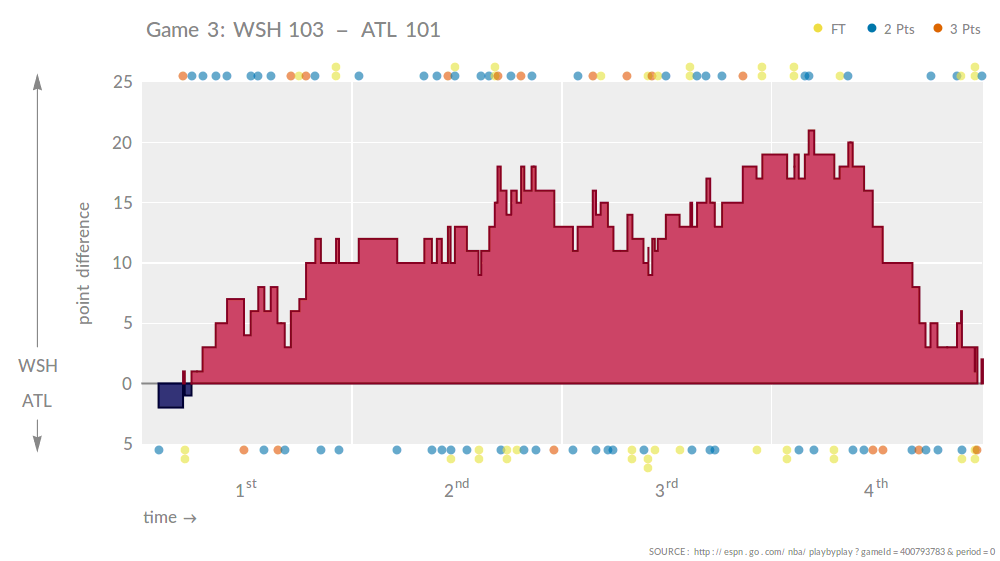 Game 3: WSH 103 – ATL 101
FT 2 Pts 3 Pts
25
20
15
10
5
0
5
point difference
WSH
ATL
1st 2nd 3rd 4th
time →
SOURCE: http://espn.go.com/nba/playbyplay?gameId=400793783&period=0